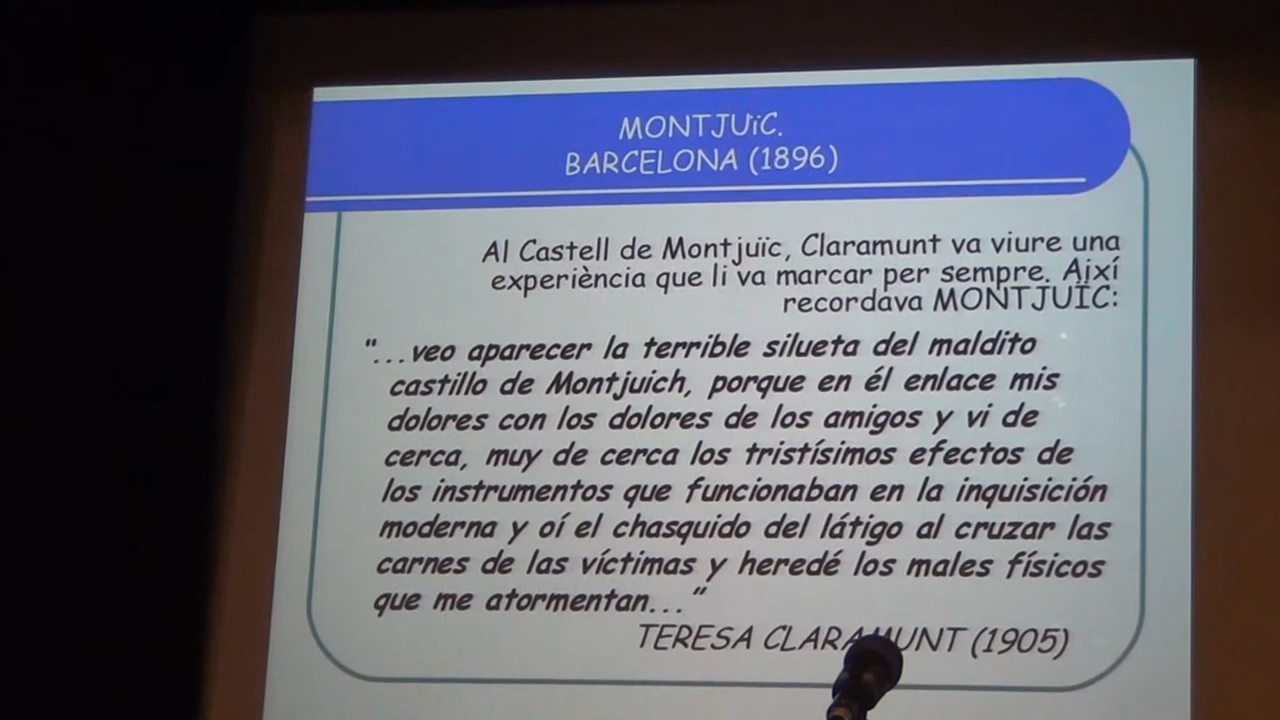 MONTJUïC.
BARCELONA (1896)
Al Castell de Montjuïc, Claramunt va viure una
experiència que li va marcar per sempre. Així
recordava MONTJUÏC:
"...veo aparecer la terrible silueta del maldito
castillo de Montjuich, porque en él enlace mis
dolores con los dolores de los amigos y vi de
cerca, muy de cerca los tristísimos efectos de
los instrumentos que funcionaban en la inquisición
moderna y oí el chasquido del látigo al cruzar las
carnes de las víctimas y heredé los males físicos
que me atormentan..."
TERESA CLARAMUNT (1905)